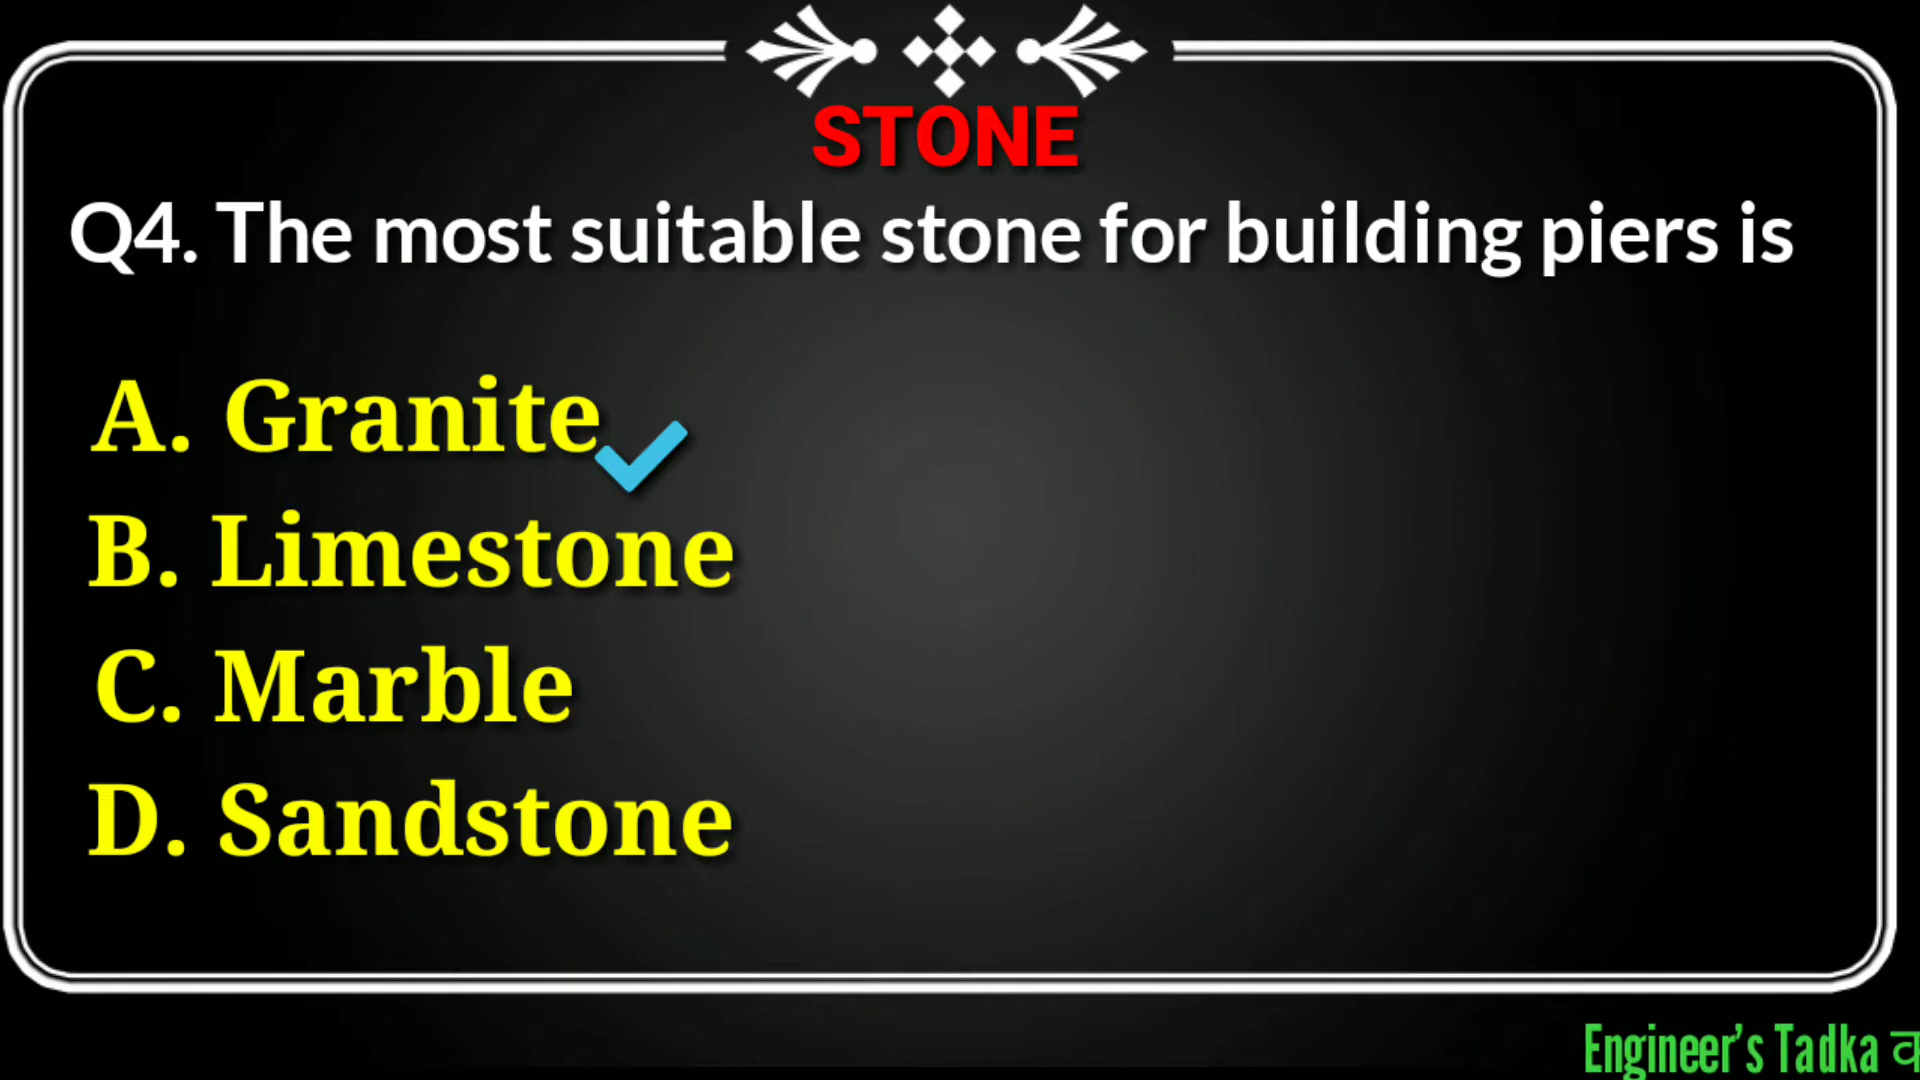 STONE
Q4. The most suitable stone for building piers is
A. Granite
B. Limestone
C. Marble
D. Sandstone
Engineer's Tadka